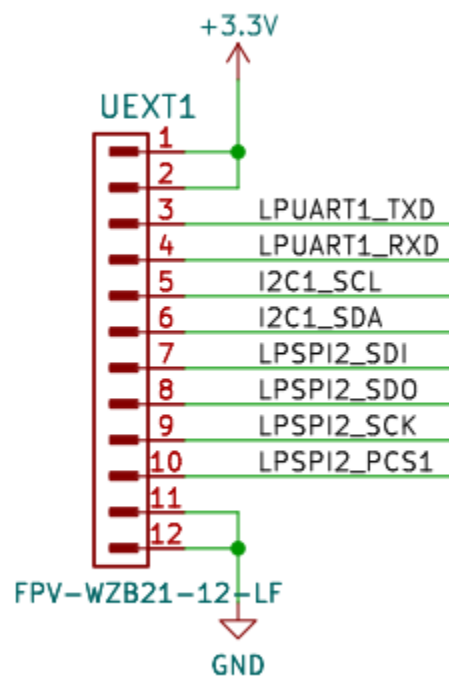 +3.3V
UEXT1
1
2
3 LPUART1_TXD
4 LPUART1_RXD
5 I2C1_SCL
6 I2C1_SDA
7 LPSPI2_SDI
8 LPSPI2_SDO
9 LPSPI2_SCK
10 LPSPI2_PCS1
11
12
FPV-WZB21-12-LF
GND